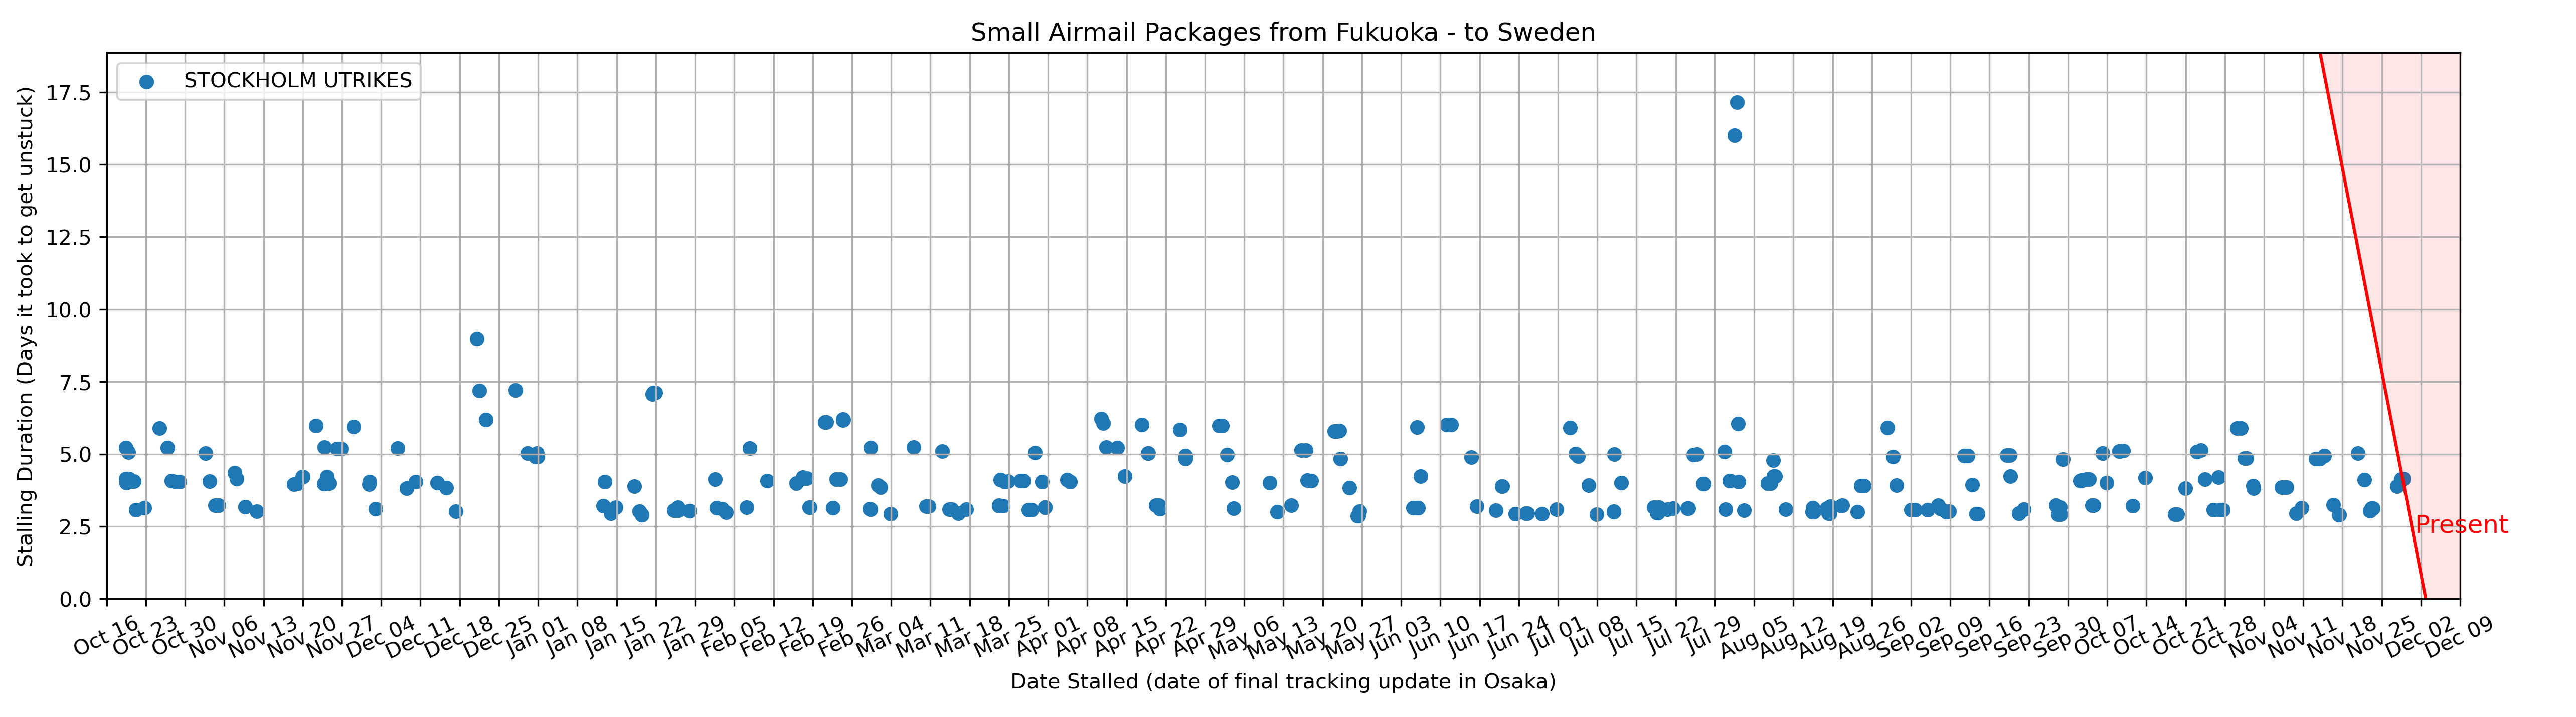 Small Airmail Packages from Fukuoka - to Sweden
STOCKHOLM UTRIKES
Stalling Duration (Days it took to get unstuck)
17.5
15.0
12.5
10.0
7.5
5.0
2.5
0.0
Present
Oct 16 Oct 23 Oct 30 Nov 06 Nov 13 Nov 20 Nov 27 Dec 04 Dec 11 Dec 18 Dec 25 Jan 01 Jan 08 Jan 15 Jan 22 Jan 29 Feb 05 Feb 12 Feb 19 Feb 26 Mar 04 Mar 11 Mar 18 Mar 25 Apr 01 Apr 08 Apr 15 Apr 22 Apr 29 May 06 May 13 May 20 May 27 Jun 03 Jun 10 Jun 17 Jun 24 Jul 01 Jul 08 Jul 15 Jul 22 Jul 29 Aug 05 Aug 12 Aug 19 Aug 26 Sep 02 Sep 09 Sep 16 Sep 23 Sep 30 Oct 07 Oct 14 Oct 21 Oct 28 Nov 04 Nov 11 Nov 18 Nov 25 Dec 02 Dec 09
Date Stalled (date of final tracking update in Osaka)